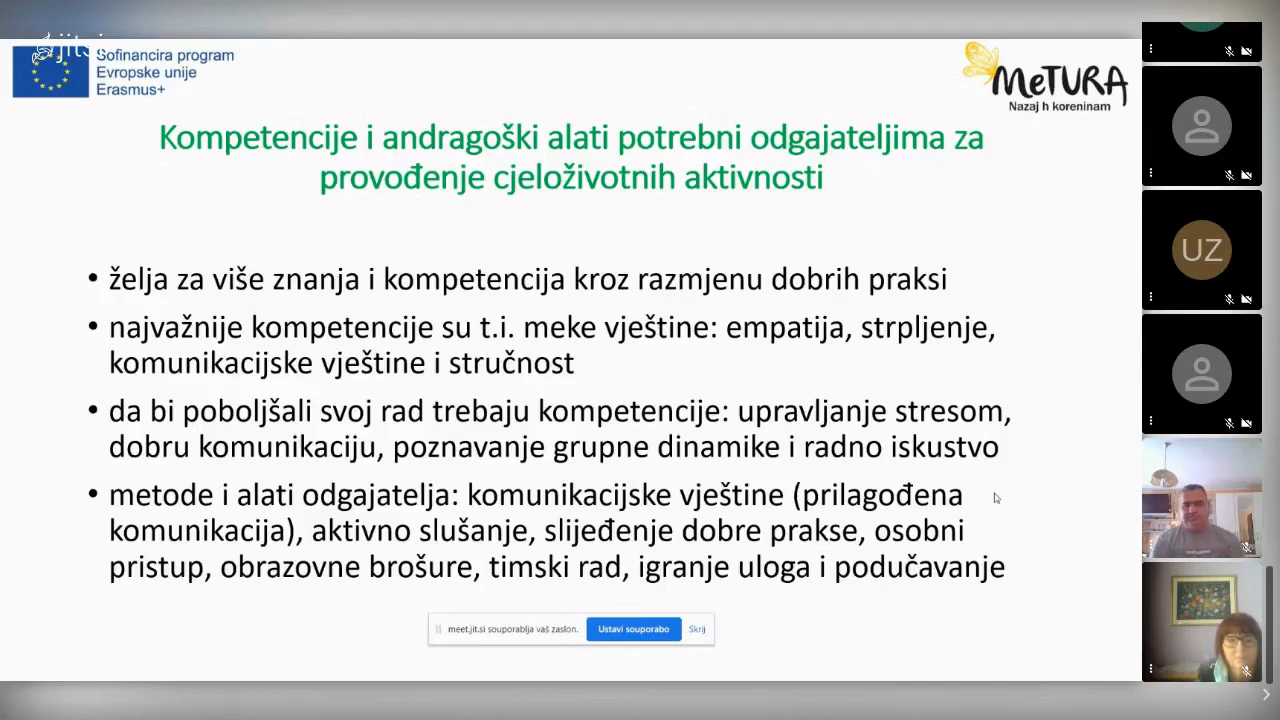 jitsi
Sofinancira program
Evropske unije
Erasmus+
MeTURA
Nazaj h koreninam
Kompetencije i andragoški alati potrebni odgajateljima za
provođenje cjeloživotnih aktivnosti
• želja za više znanja i kompetencija kroz razmjenu dobrih praksi
• najvažnije kompetencije su t.i. meke vještine: empatija, strpljenje,
komunikacijske vještine i stručnost
• da bi poboljšali svoj rad trebaju kompetencije: upravljanje stresom,
dobru komunikaciju, poznavanje grupne dinamike i radno iskustvo
• metode i alati odgajatelja: komunikacijske vještine (prilagođena
komunikacija), aktivno slušanje, slijeđenje dobre prakse, osobni
pristup, obrazovne brošure, timski rad, igranje uloga i podučavanje
meet.jit.si souporablja vaš zaslon.
Ustavi souporabo
Skrij
UZ